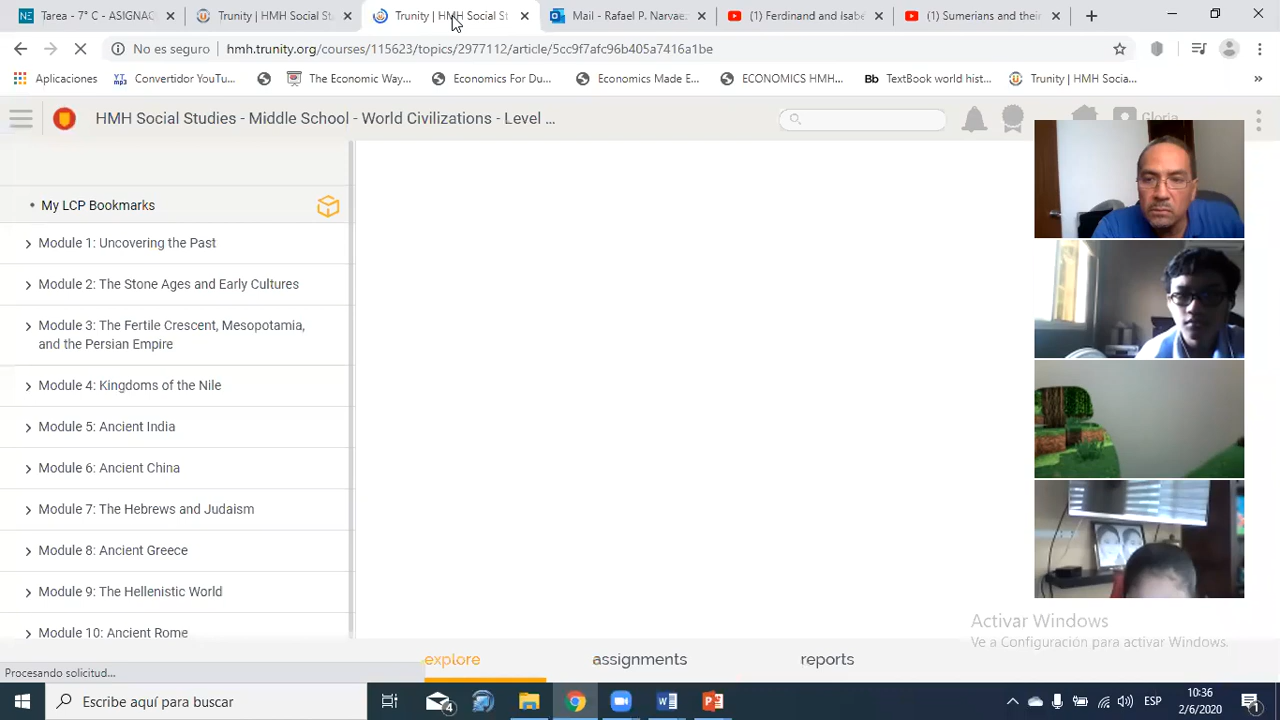 Tarea - 7° C - ASIGNAC
Trunity | HMH Social St
Trunity | HMH Social St
Mail - Rafael P. Narvae
(1) Ferdinand and Isabe
(1) Sumerians and their
No es seguro
hmh.trunity.org/courses/115623/topics/2977112/article/5cc9f7afc96b405a7416a1be
Aplicaciones
Convertidor YouTu...
The Economic Way...
Economics For Du...
Economics Made E...
ECONOMICS HMH...
Bb TextBook world hist...
Trunity | HMH Socia...
HMH Social Studies - Middle School - World Civilizations - Level ...
Gloria
My LCP Bookmarks
Module 1: Uncovering the Past
Module 2: The Stone Ages and Early Cultures
Module 3: The Fertile Crescent, Mesopotamia,
and the Persian Empire
Module 4: Kingdoms of the Nile
Module 5: Ancient India
Module 6: Ancient China
Module 7: The Hebrews and Judaism
Module 8: Ancient Greece
Module 9: The Hellenistic World
Module 10: Ancient Rome
Activar Windows
Ve a Configuración para activar Windows.
explore
assignments
reports
Procesando solicitud...
Escribe aquí para buscar
4
ESP
10:36
2/6/2020
1